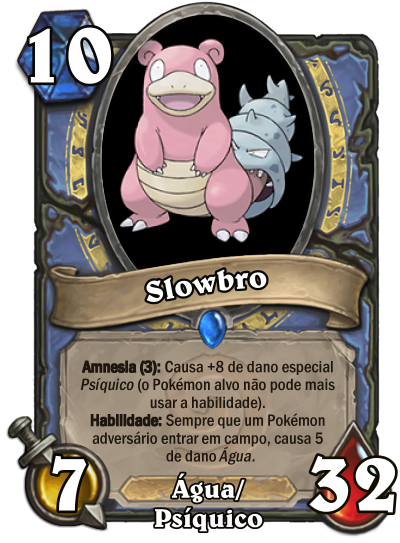 10
Slowbro
Amnesia (3): Causa +8 de dano especial
Psíquico (o Pokémon alvo não pode mais
usar a habilidade).
Habilidade: Sempre que um Pokémon
adversário entrar em campo, causa 5
de dano Água.
7
Água/
Psíquico
32